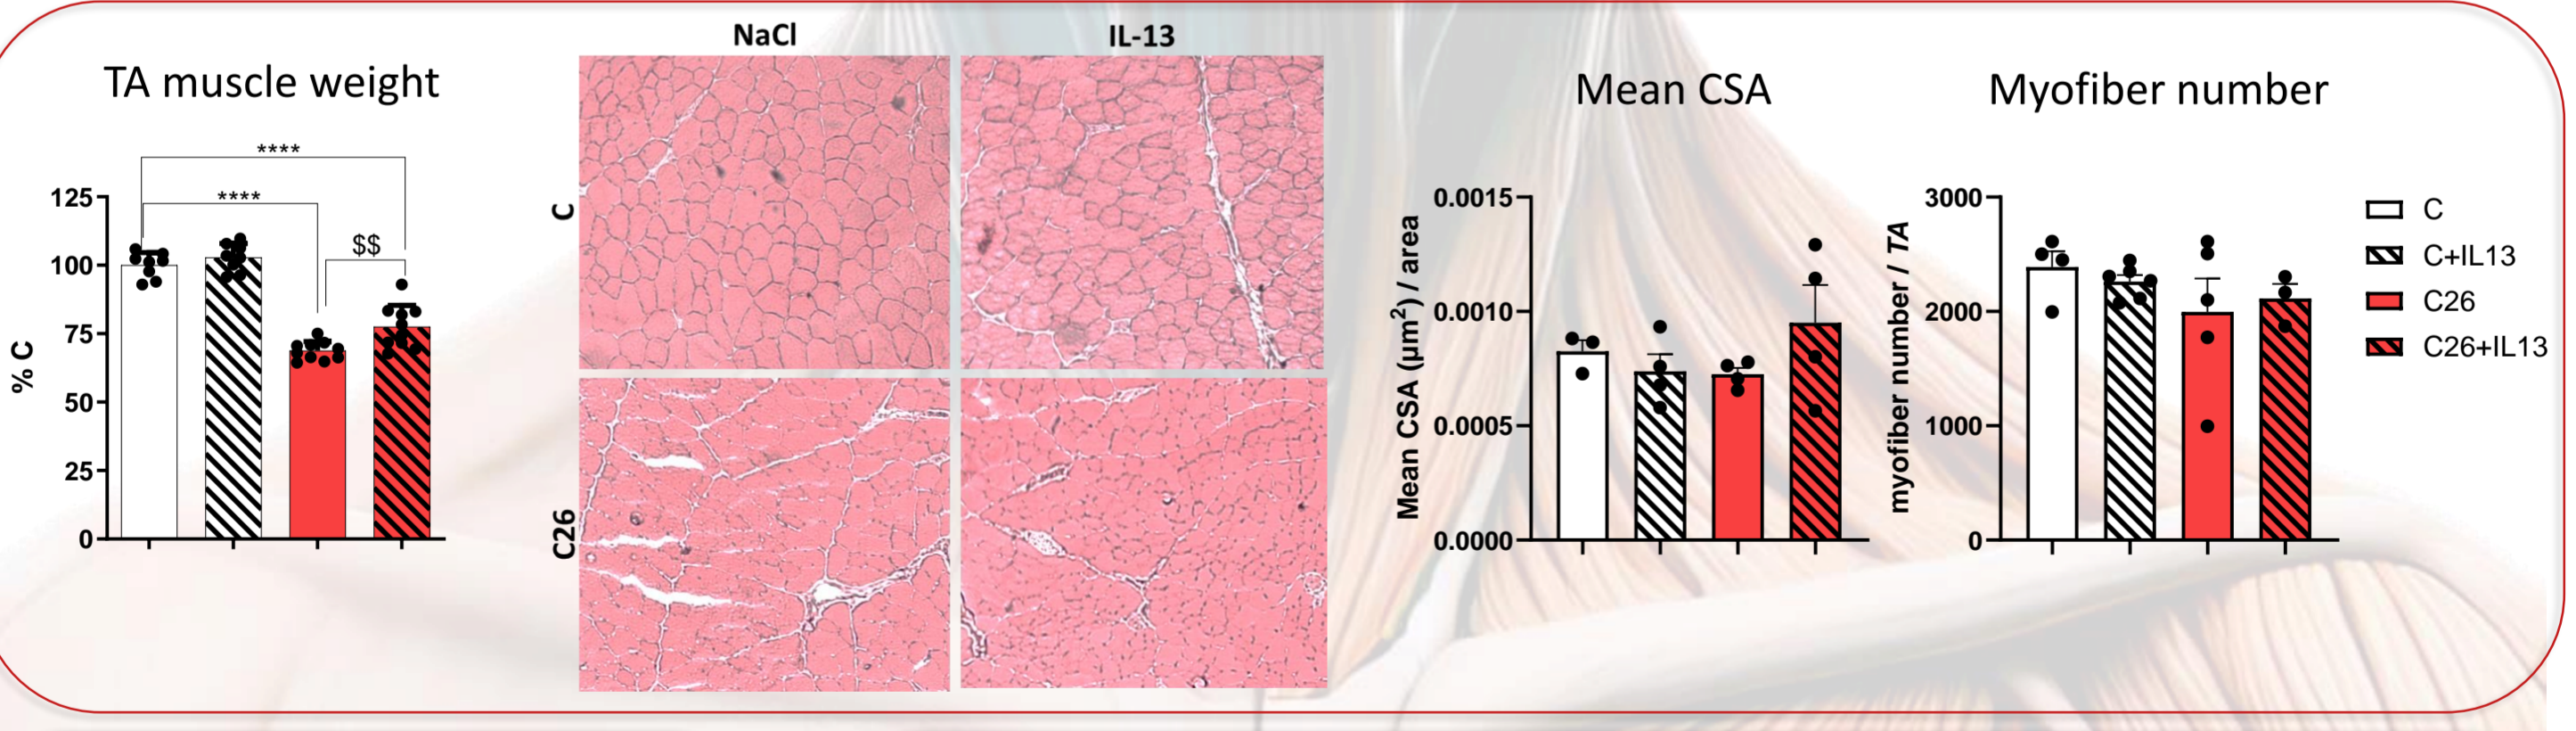 TA muscle weight
% C
125
100
75
50
25
0
****
****
$$
NaCl
IL-13
C
C26
Mean CSA
Mean CSA (µm²) / area
0.0015
0.0010
0.0005
0.0000
Myofiber number
myofiber number / TA
3000
2000
1000
0
C
C+IL13
C26
C26+IL13